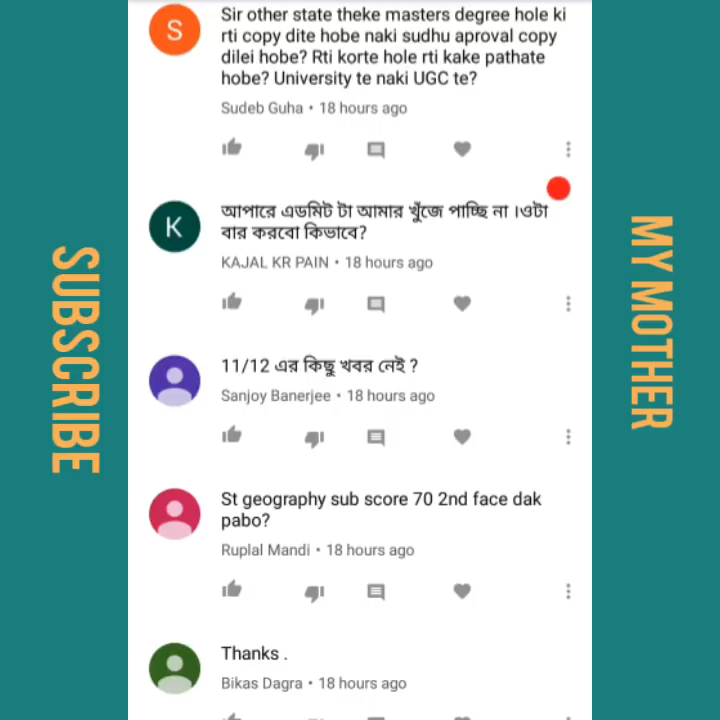 SUBSCRIBE
S
Sir other state theke masters degree hole ki
rti copy dite hobe naki sudhu aproval copy
dilei hobe? Rti korte hole rti kake pathate
hobe? University te naki UGC te?
Sudeb Guha • 18 hours ago
K
আপারে এডমিট টা আমার খুঁজে পাচ্ছি না ।ওটা
বার করবো কিভাবে?
KAJAL KR PAIN • 18 hours ago
11/12 এর কিছু খবর নেই ?
Sanjoy Banerjee • 18 hours ago
St geography sub score 70 2nd face dak
pabo?
Ruplal Mandi • 18 hours ago
Thanks .
Bikas Dagra • 18 hours ago
MY MOTHER